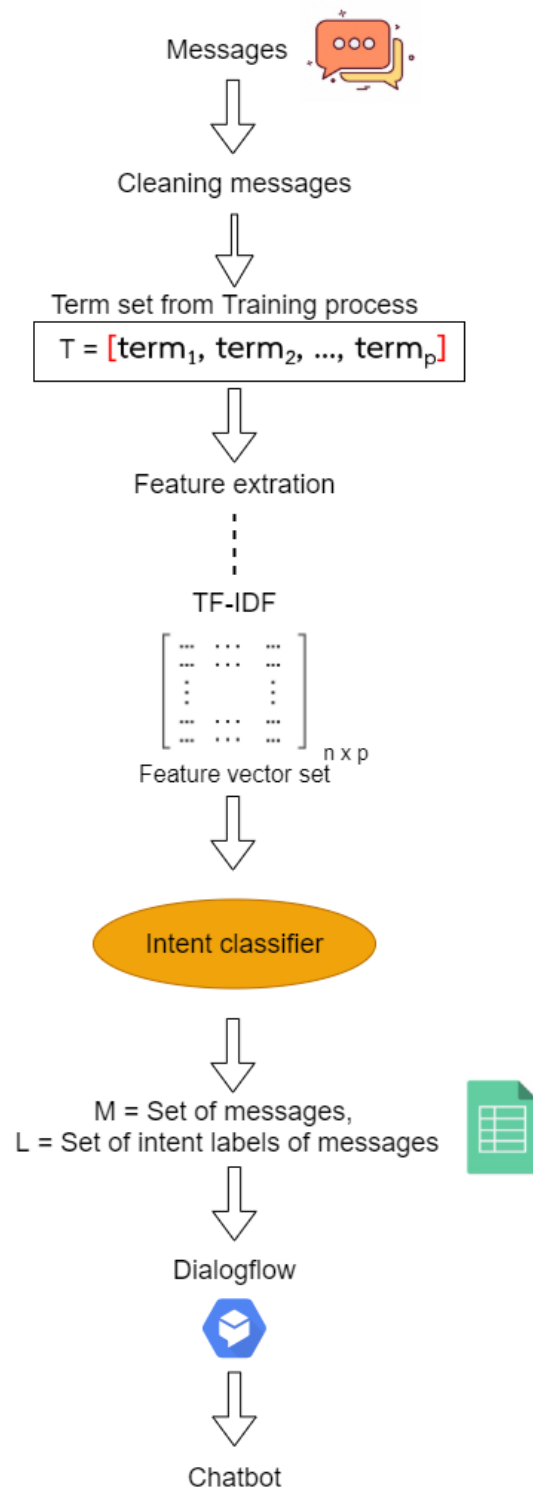 Messages
Cleaning messages
Term set from Training process
T = [term₁, term₂, ..., termₚ]
Feature extration
TF-IDF
... ... ...
... ... ...
⋮ ⋮
... ... ...
... ... ...
n x p
Feature vector set
Intent classifier
M = Set of messages,
L = Set of intent labels of messages
Dialogflow
Chatbot